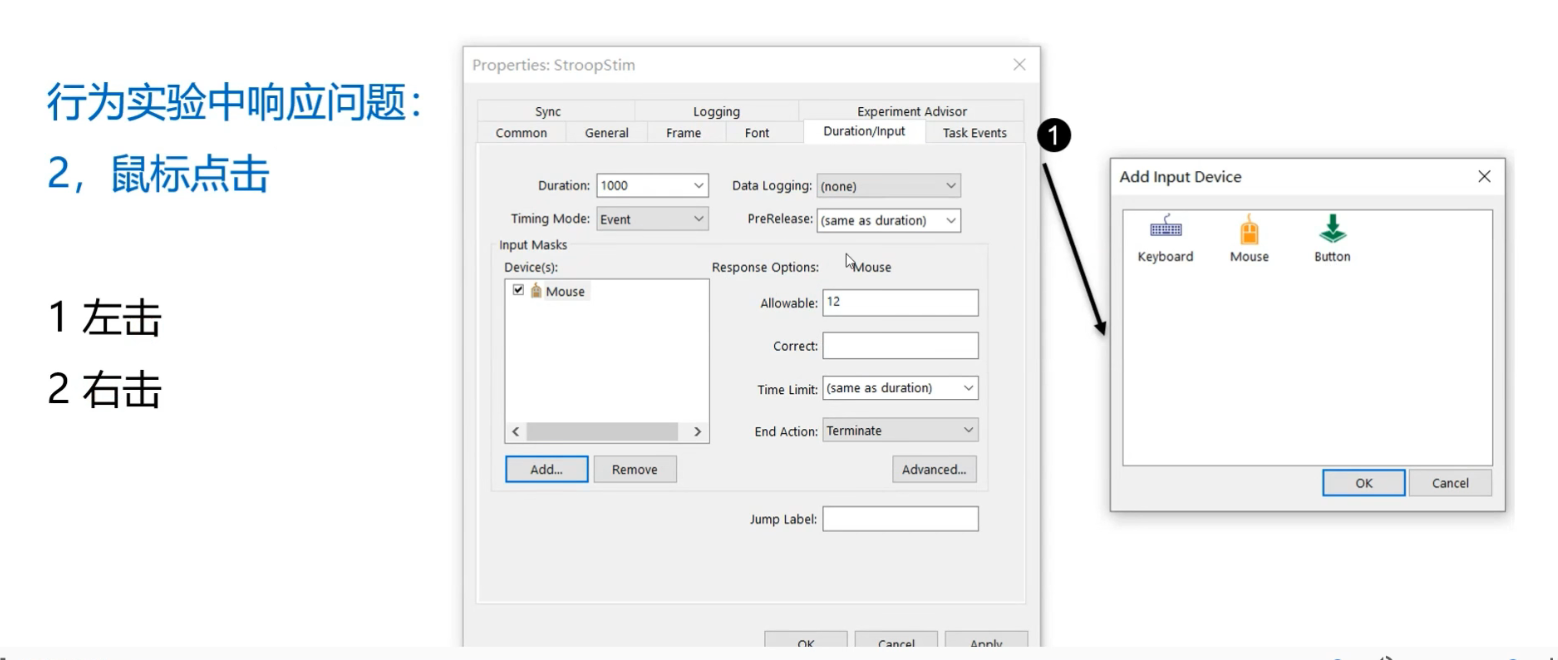 行为实验中响应问题：
2，鼠标点击
1 左击
2 右击
Properties: StroopStim
Sync Logging Experiment Advisor
Common General Frame Font Duration/Input Task Events
Duration: 1000 Data Logging: (none)
Timing Mode: Event PreRelease: (same as duration)
Input Masks
Device(s): Response Options: Mouse
Mouse
Allowable: 12
Correct:
Time Limit: (same as duration)
End Action: Terminate
Add... Remove Advanced...
Jump Label:
OK Cancel Apply
1
Add Input Device
Keyboard Mouse Button
OK Cancel